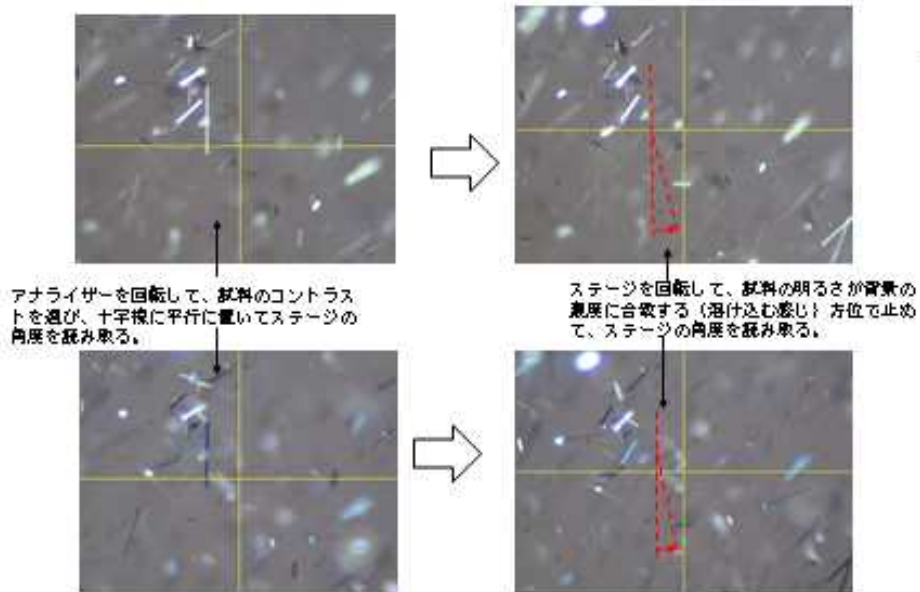 アナライザーを回転して、試料のコントラス
トを選び、十字線に平行に置いてステージの
角度を読み取る。
ステージを回転して、試料の明るさが背景の
濃度に合致する（溶け込む感じ）方位で止め
て、ステージの角度を読み取る。